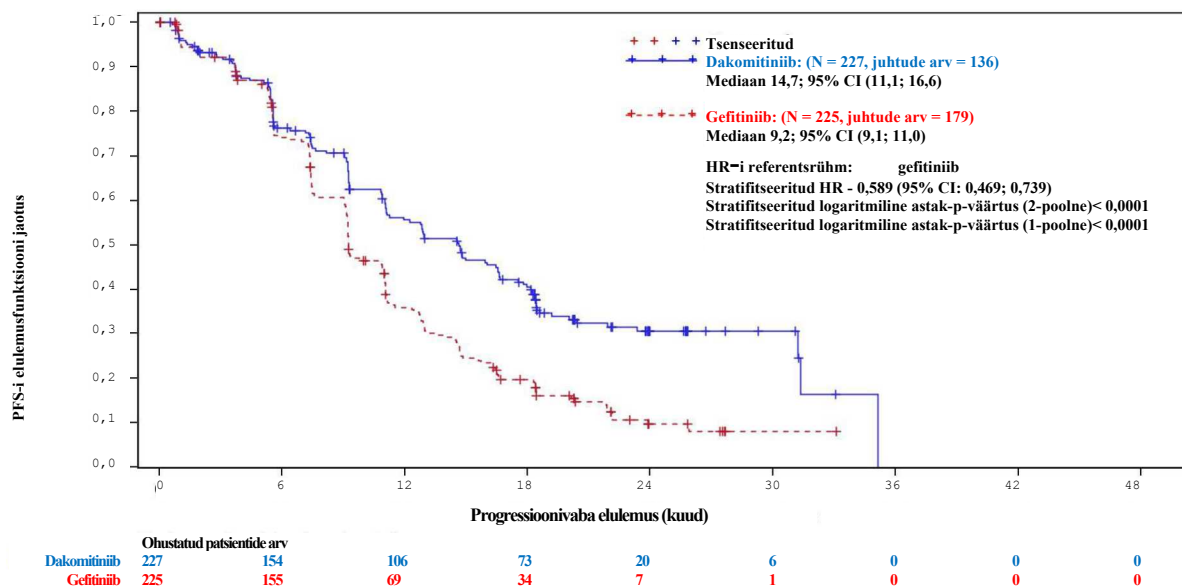 1,0
Tsenseeritud
Dakomitiniib: (N = 227, juhtude arv = 136)
Mediaan 14,7; 95% CI (11,1; 16,6)
Gefitiniib: (N = 225, juhtude arv = 179)
Mediaan 9,2; 95% CI (9,1; 11,0)
HR-i referentsrühm: gefitiniib
Stratifitseeritud HR - 0,589 (95% CI: 0,469; 0,739)
Stratifitseeritud logaritmiline astak-p-väärtus (2-poolne)< 0,0001
Stratifitseeritud logaritmiline astak-p-väärtus (1-poolne)< 0,0001
0,9
0,8
0,7
0,6
0,5
0,4
0,3
0,2
0,1
0,0
PFS-i elulemusfunktsiooni jaotus
0 6 12 18 24 30 36 42 48
Progressioonivaba elulemus (kuud)
Ohustatud patsientide arv
Dakomitiniib 227 154 106 73 20 6 0 0 0
Gefitiniib 225 155 69 34 7 1 0 0 0